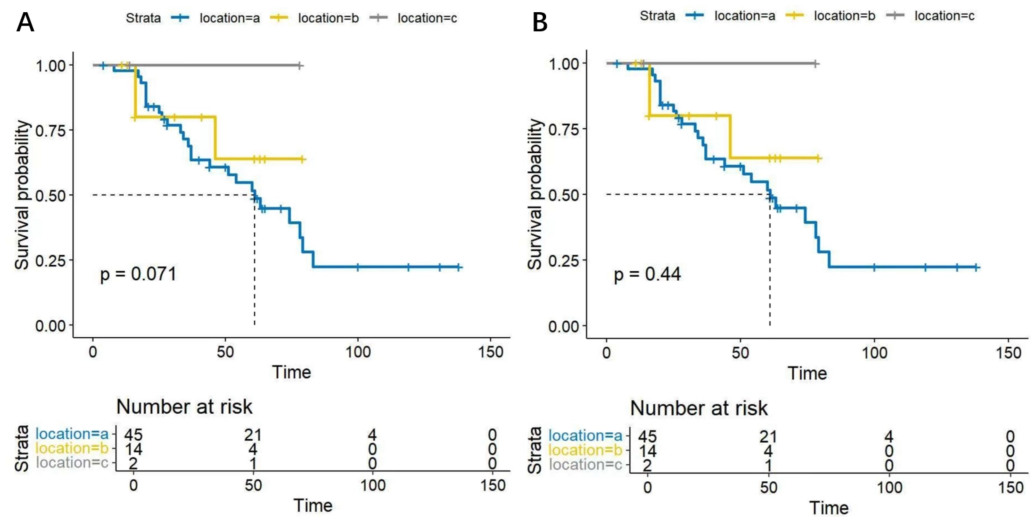 A
Strata location=a location=b location=c
1.00
0.75
0.50
0.25
0.00
Survival probability
p = 0.071
0 50 100 150
Time
Number at risk
Strata
location=a 45 21 4 0
location=b 14 4 0 0
location=c 2 1 0 0
0 50 100 150
Time
B
Strata location=a location=b location=c
1.00
0.75
0.50
0.25
0.00
Survival probability
p = 0.44
0 50 100 150
Time
Number at risk
Strata
location=a 45 21 4 0
location=b 14 4 0 0
location=c 2 1 0 0
0 50 100 150
Time